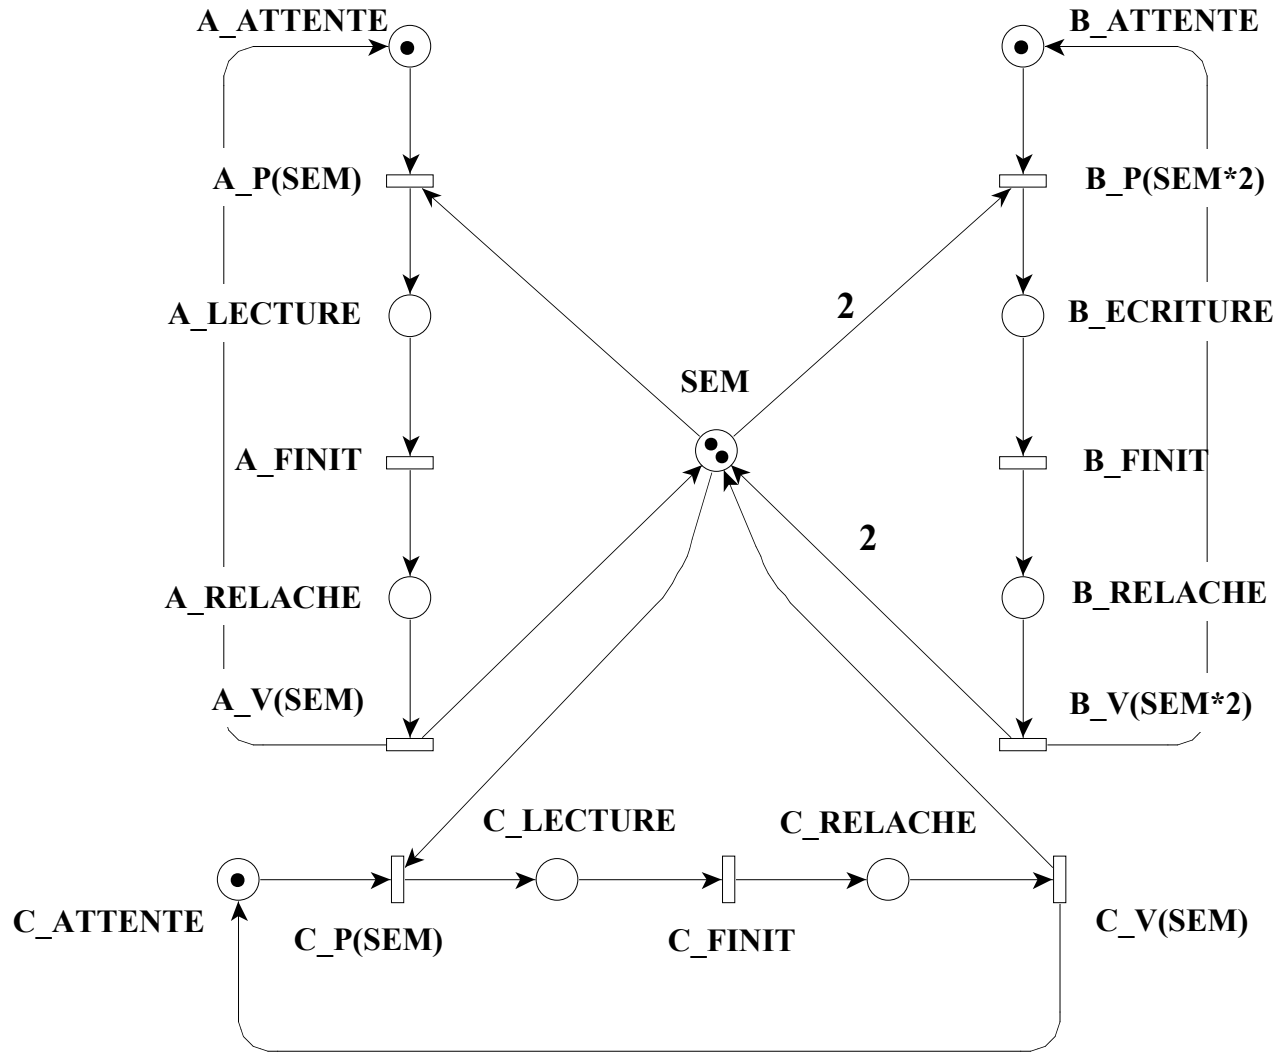 A_ATTENTE
B_ATTENTE
A_P(SEM)
B_P(SEM*2)
A_LECTURE
2
B_ECRITURE
SEM
A_FINIT
B_FINIT
2
A_RELACHE
B_RELACHE
A_V(SEM)
B_V(SEM*2)
C_LECTURE
C_RELACHE
C_ATTENTE
C_P(SEM)
C_FINIT
C_V(SEM)